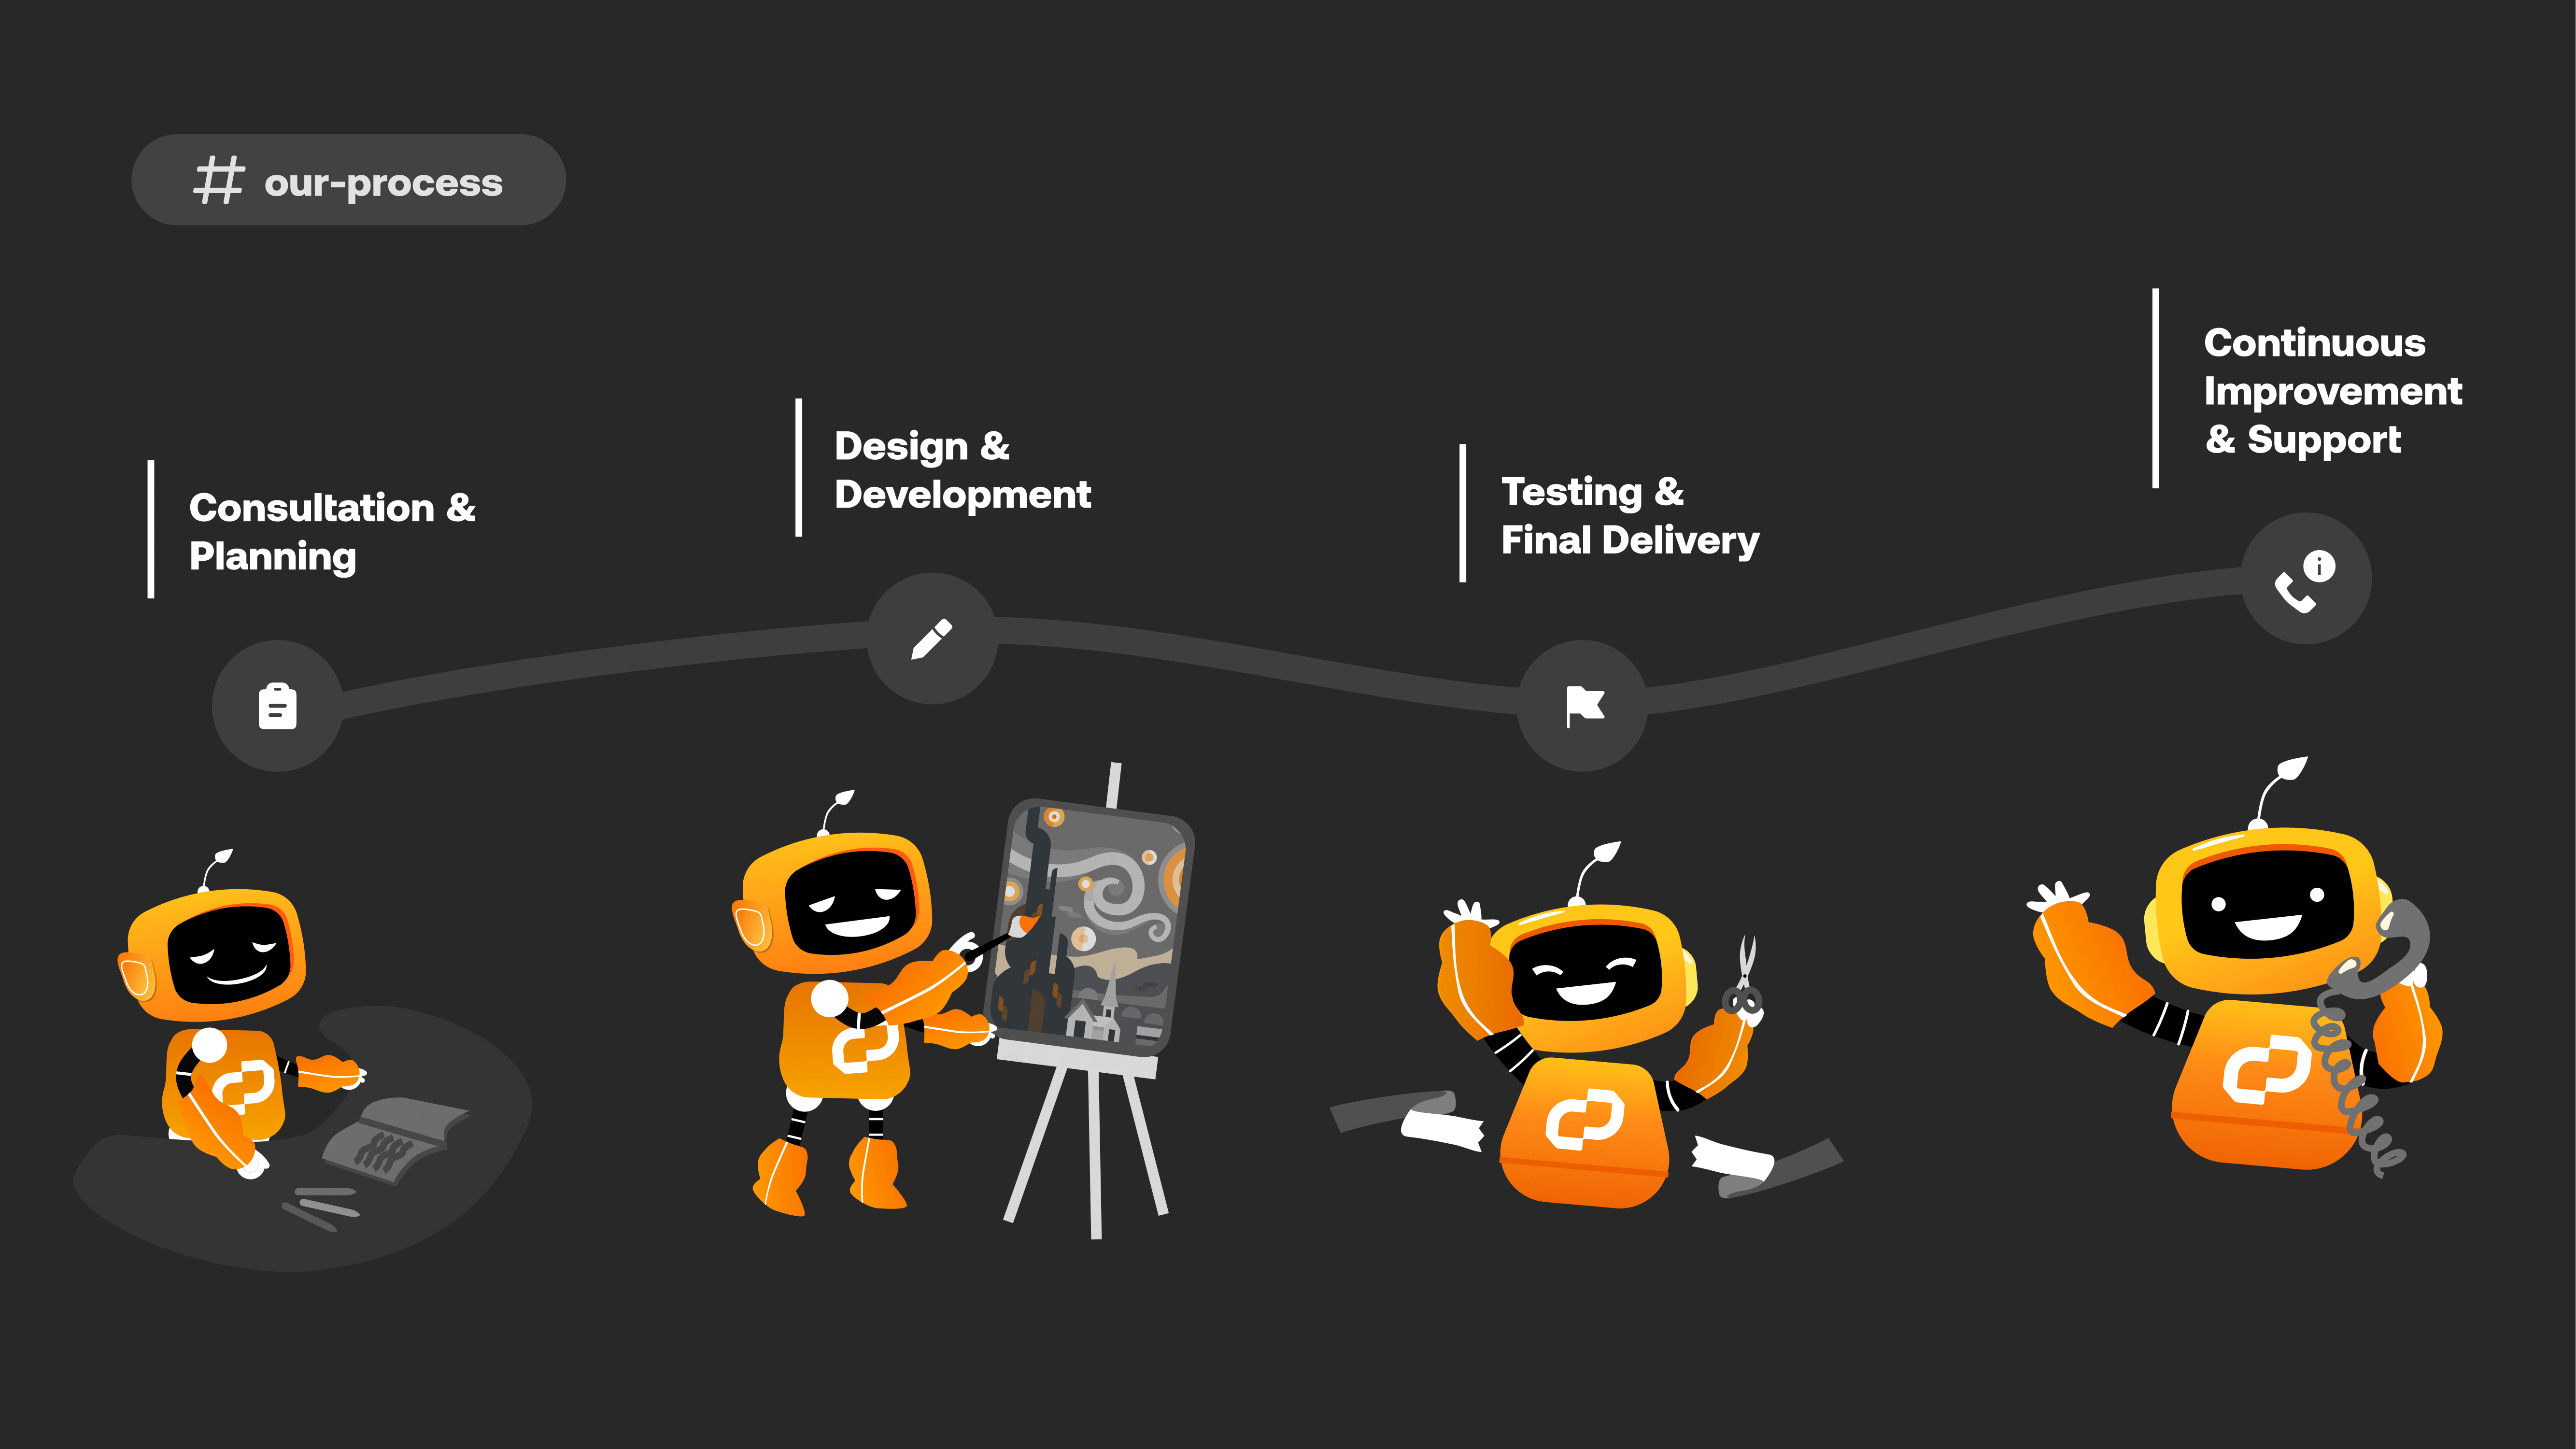 # our-process
Consultation &
Planning
Design &
Development
Testing &
Final Delivery
Continuous
Improvement
& Support